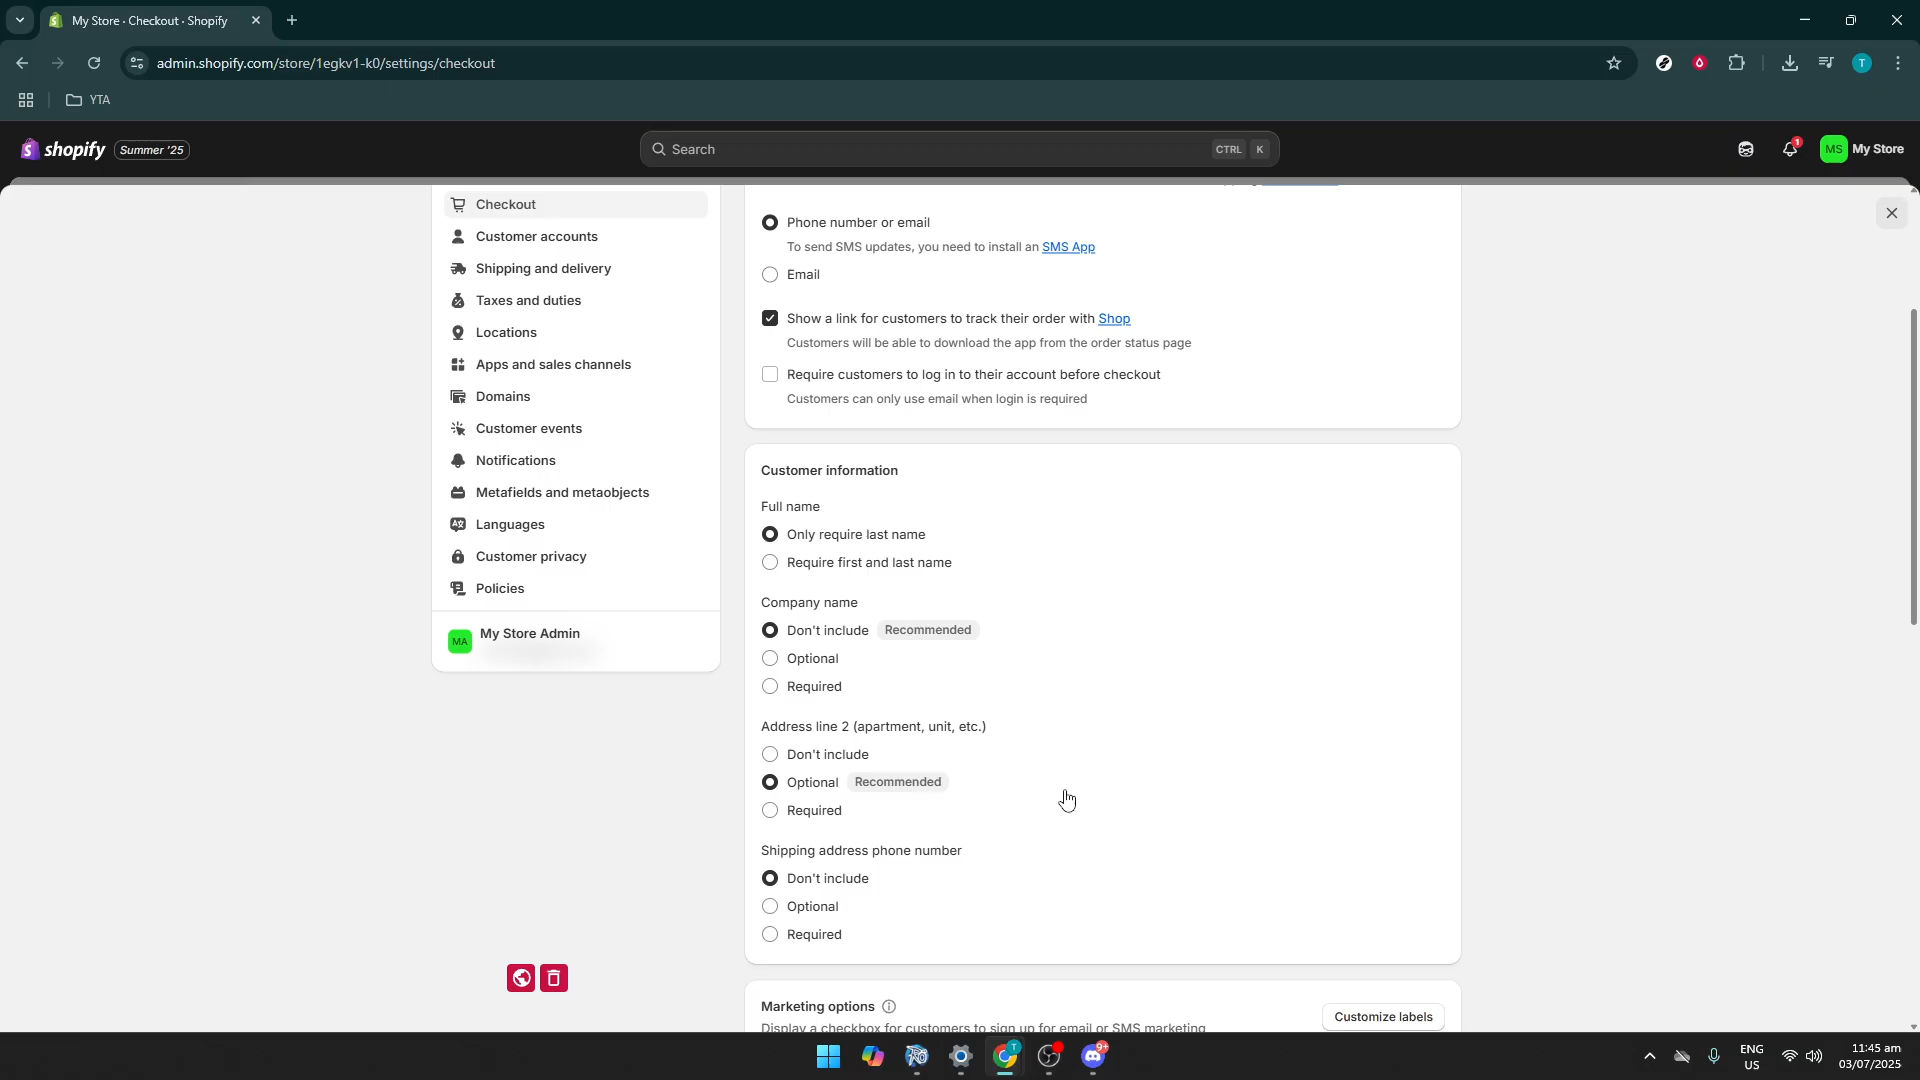 My Store · Checkout · Shopify
admin.shopify.com/store/1egkv1-k0/settings/checkout
T
YTA
shopify Summer '25
Search
CTRL K
1
MS My Store
Checkout
Customer accounts
Shipping and delivery
Taxes and duties
Locations
Apps and sales channels
Domains
Customer events
Notifications
Metafields and metaobjects
Languages
Customer privacy
Policies
MA My Store Admin
Phone number or email
To send SMS updates, you need to install an SMS App
Email
Show a link for customers to track their order with Shop
Customers will be able to download the app from the order status page
Require customers to log in to their account before checkout
Customers can only use email when login is required
Customer information
Full name
Only require last name
Require first and last name
Company name
Don't include Recommended
Optional
Required
Address line 2 (apartment, unit, etc.)
Don't include
Optional Recommended
Required
Shipping address phone number
Don't include
Optional
Required
Marketing options
Customize labels
Display a checkbox for customers to sign up for email or SMS marketing
T
9+
ENG
US
11:45 am
03/07/2025